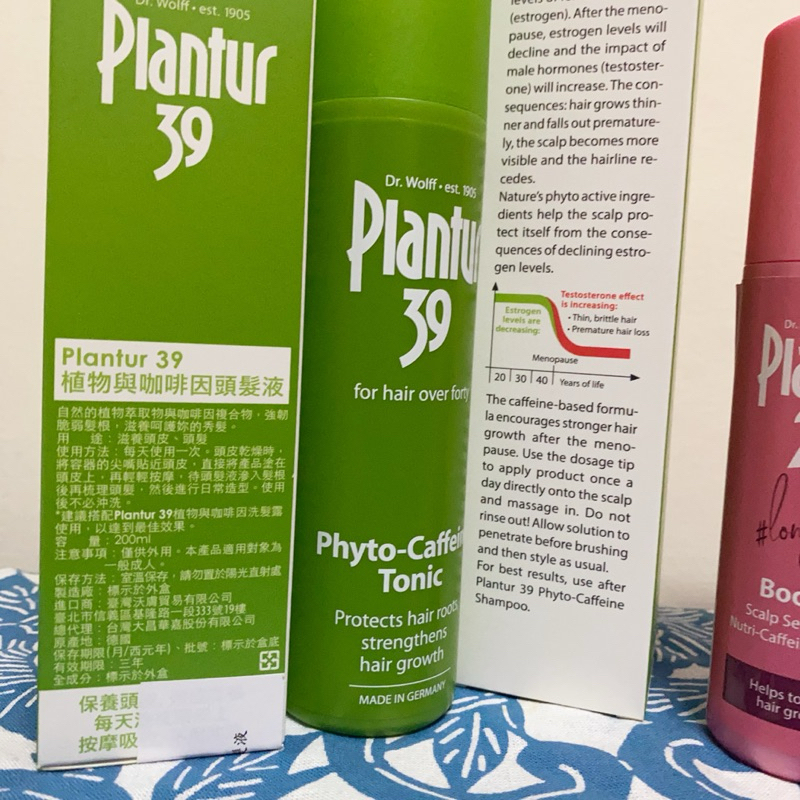 Dr. Wolff · est. 1905
Plantur
39
Plantur 39
植物與咖啡因頭髮液
自然的植物萃取物與咖啡因複合物，強韌
脆弱髮根，滋養呵護妳的秀髮。
用　途：滋養頭皮、頭髮
使用方法：每天使用一次。頭皮乾燥時，
將容器的尖嘴貼近頭皮，直接將產品塗在
頭皮上，再輕輕按摩，待頭髮液滲入髮根
後再梳理頭髮，然後進行日常造型。使用
後不必沖洗。
*建議搭配Plantur 39植物與咖啡因洗髮露
使用，以達到最佳效果。
容　量：200ml
注意事項：僅供外用。本產品適用對象為
一般成人。
保存方法：室溫保存，請勿置於陽光直射處
製造廠：標示於外盒
進口商：臺灣沃麗貿易有限公司
臺北市信義區基隆路一段333號19樓
總代理：台灣大昌華嘉股份有限公司
原產地：德國
保存期限(月/西元年)、批號：標示於盒底
有效期限：三年
全成分：標示於外盒
保養頭
每天
按摩吸
液
Dr. Wolff · est. 1905
Plantur
39
for hair over forty
Phyto-Caffein
Tonic
Protects hair roots
strengthens
hair growth
MADE IN GERMANY
(estrogen). After the meno-
pause, estrogen levels will
decline and the impact of
male hormones (testoster-
one) will increase. The con-
sequences: hair grows thin-
ner and falls out premature-
ly, the scalp becomes more
visible and the hairline re-
cedes.
Nature's phyto active ingre-
dients help the scalp pro-
tect itself from the conse-
quences of declining estro-
gen levels.
Testosterone effect
is increasing:
• Thin, brittle hair
• Premature hair loss
Estrogen
levels are
decreasing:
Menopause
20 30 40 Years of life
The caffeine-based formu-
la encourages stronger hair
growth after the meno-
pause. Use the dosage tip
to apply product once a
day directly onto the scalp
and massage in. Do not
rinse out! Allow solution to
penetrate before brushing
and then style as usual.
For best results, use after
Plantur 39 Phyto-Caffeine
Shampoo.
Dr.
Pla
2
#lon
Boo
Scalp Se
Nutri-Caffei
Helps to
hair gr